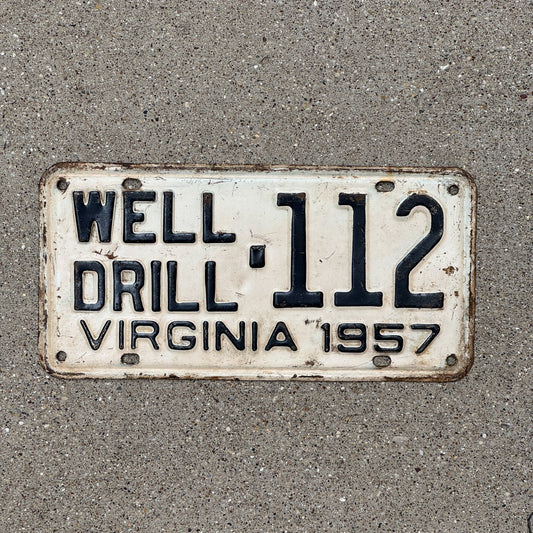 WELL
DRILL
·112
VIRGINIA 1957